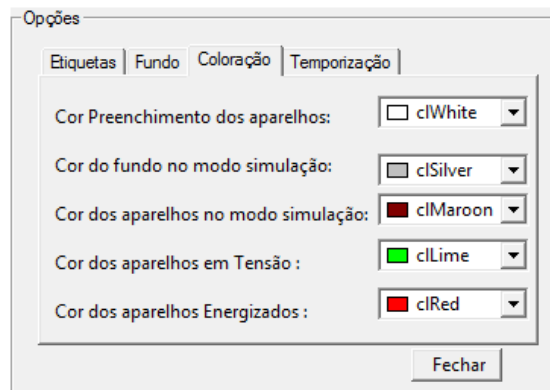 Opções
Etiquetas Fundo Coloração Temporização
Cor Preenchimento dos aparelhos: clWhite
Cor do fundo no modo simulação: clSilver
Cor dos aparelhos no modo simulação: clMaroon
Cor dos aparelhos em Tensão : clLime
Cor dos aparelhos Energizados : clRed
Fechar